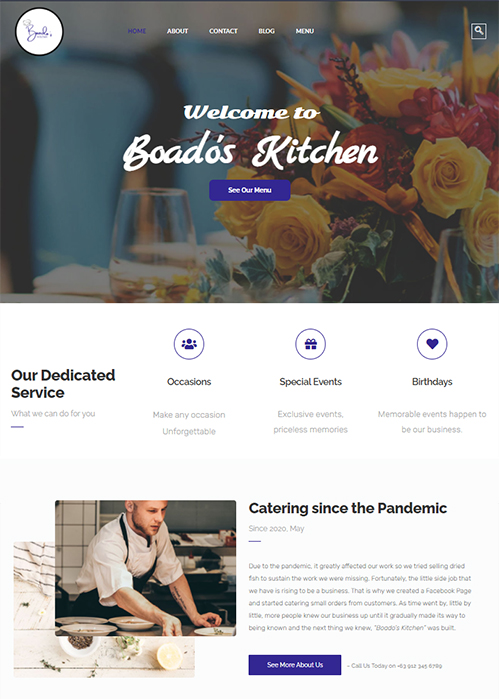 Boado's
HOME ABOUT CONTACT BLOG MENU
Welcome to
Boado's Kitchen
See Our Menu
Our Dedicated
Service
What we can do for you
Occasions
Make any occasion
Unforgettable
Special Events
Exclusive events,
priceless memories
Birthdays
Memorable events happen to
be our business.
Catering since the Pandemic
Since 2020, May
Due to the pandemic, it greatly affected our work so we tried selling dried
fish to sustain the work we were missing. Fortunately, the little side job that
we have is rising to be a business. That is why we created a Facebook Page
and started catering small orders from customers. As time went by, little by
little, more people knew our business up until it gradually made its way to
being known and the next thing we knew, "Boado's Kitchen" was built.
See More About Us
- Call Us Today on +63 912 345 6789